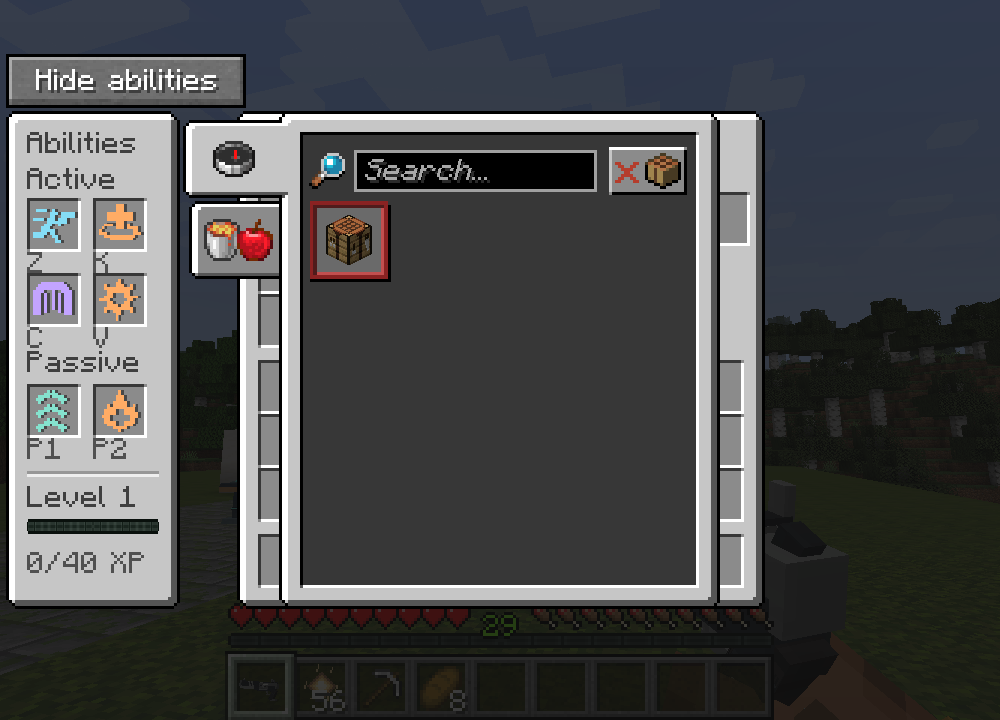 Hide abilities
Abilities
Active
Z K
C V
Passive
P1 P2
Level 1
0/40 XP
Search...
29
56
8